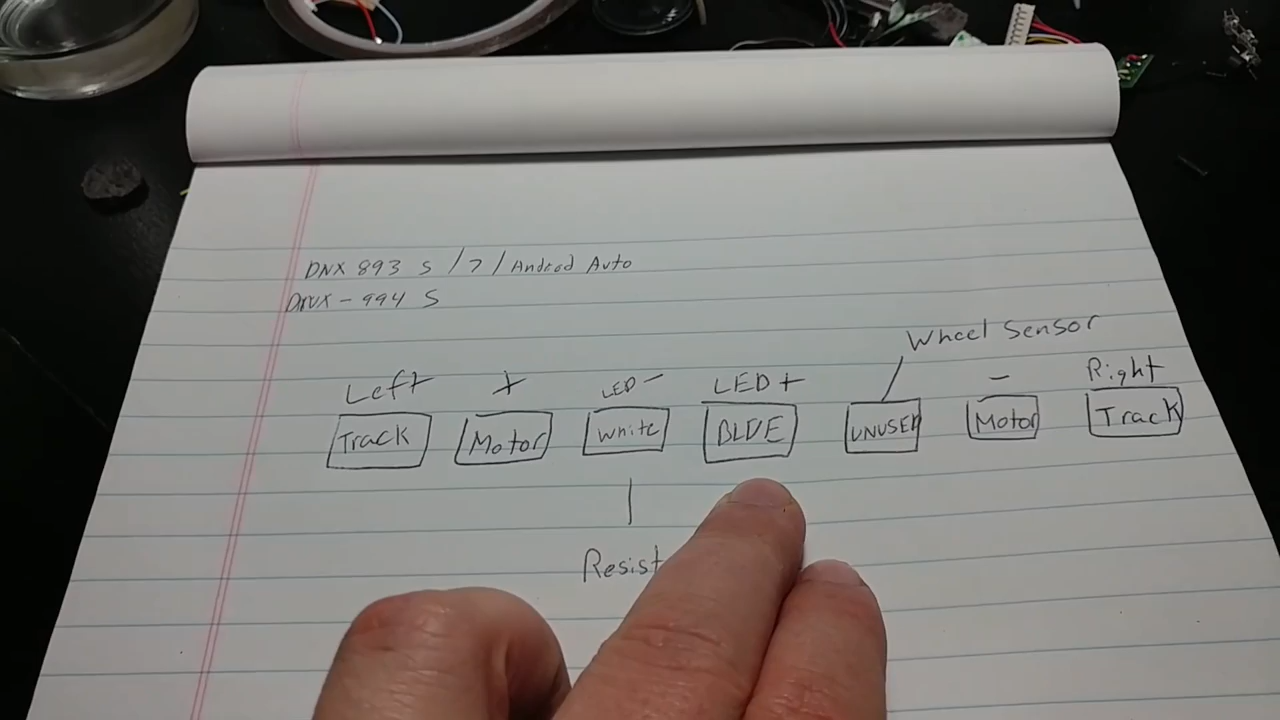 DNX 893 S / 7 / Android Auto
DNX - 994 S
Wheel Sensor
Left + LED - LED + - Right
Track Motor White BLUE UNUSED Motor Track
Resist